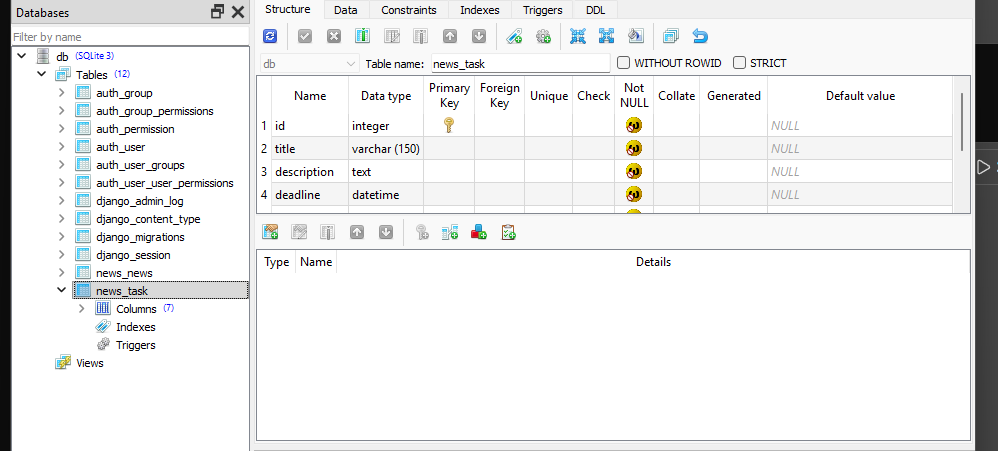 Databases
Filter by name
db (SQLite 3)
Tables (12)
auth_group
auth_group_permissions
auth_permission
auth_user
auth_user_groups
auth_user_user_permissions
django_admin_log
django_content_type
django_migrations
django_session
news_news
news_task
Columns (7)
Indexes
Triggers
Views
Structure Data Constraints Indexes Triggers DDL
db Table name: news_task WITHOUT ROWID STRICT
Name Data type Primary Key Foreign Key Unique Check Not NULL Collate Generated Default value
1 id integer NULL
2 title varchar (150) NULL
3 description text NULL
4 deadline datetime NULL
Type Name Details